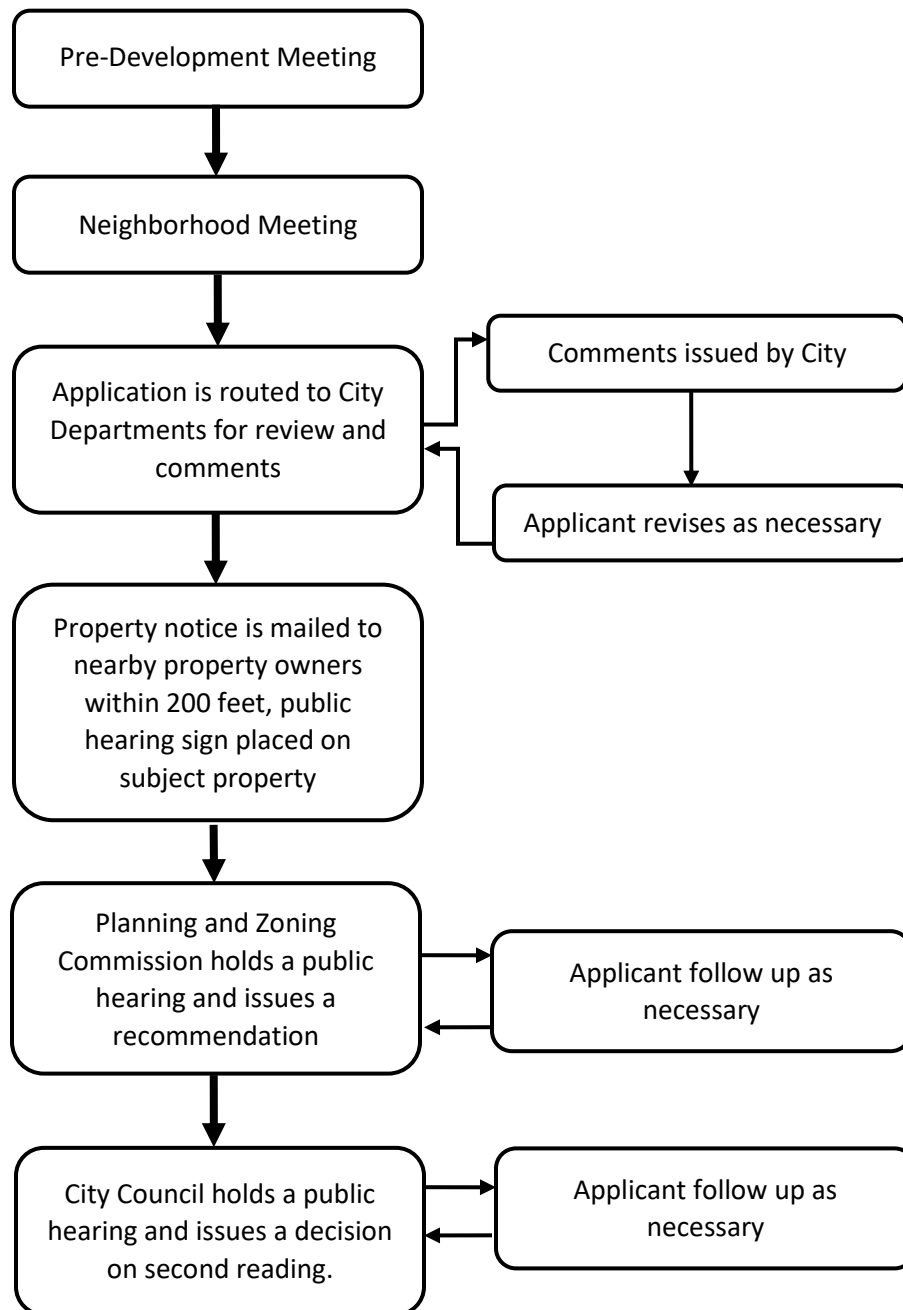 Pre-Development Meeting
Neighborhood Meeting
Application is routed to City
Departments for review and
comments
Comments issued by City
Applicant revises as necessary
Property notice is mailed to
nearby property owners
within 200 feet, public
hearing sign placed on
subject property
Planning and Zoning
Commission holds a public
hearing and issues a
recommendation
Applicant follow up as
necessary
City Council holds a public
hearing and issues a decision
on second reading.
Applicant follow up as
necessary